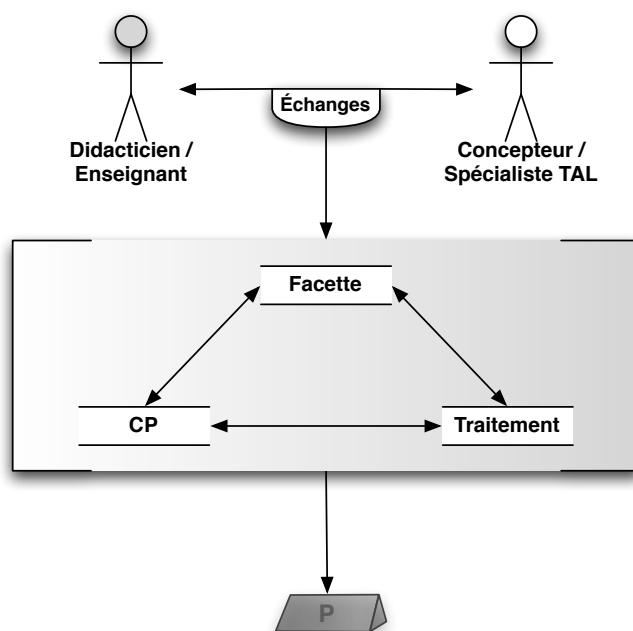 Échanges
Didacticien /
Enseignant
Concepteur /
Spécialiste TAL
Facette
CP
Traitement
P